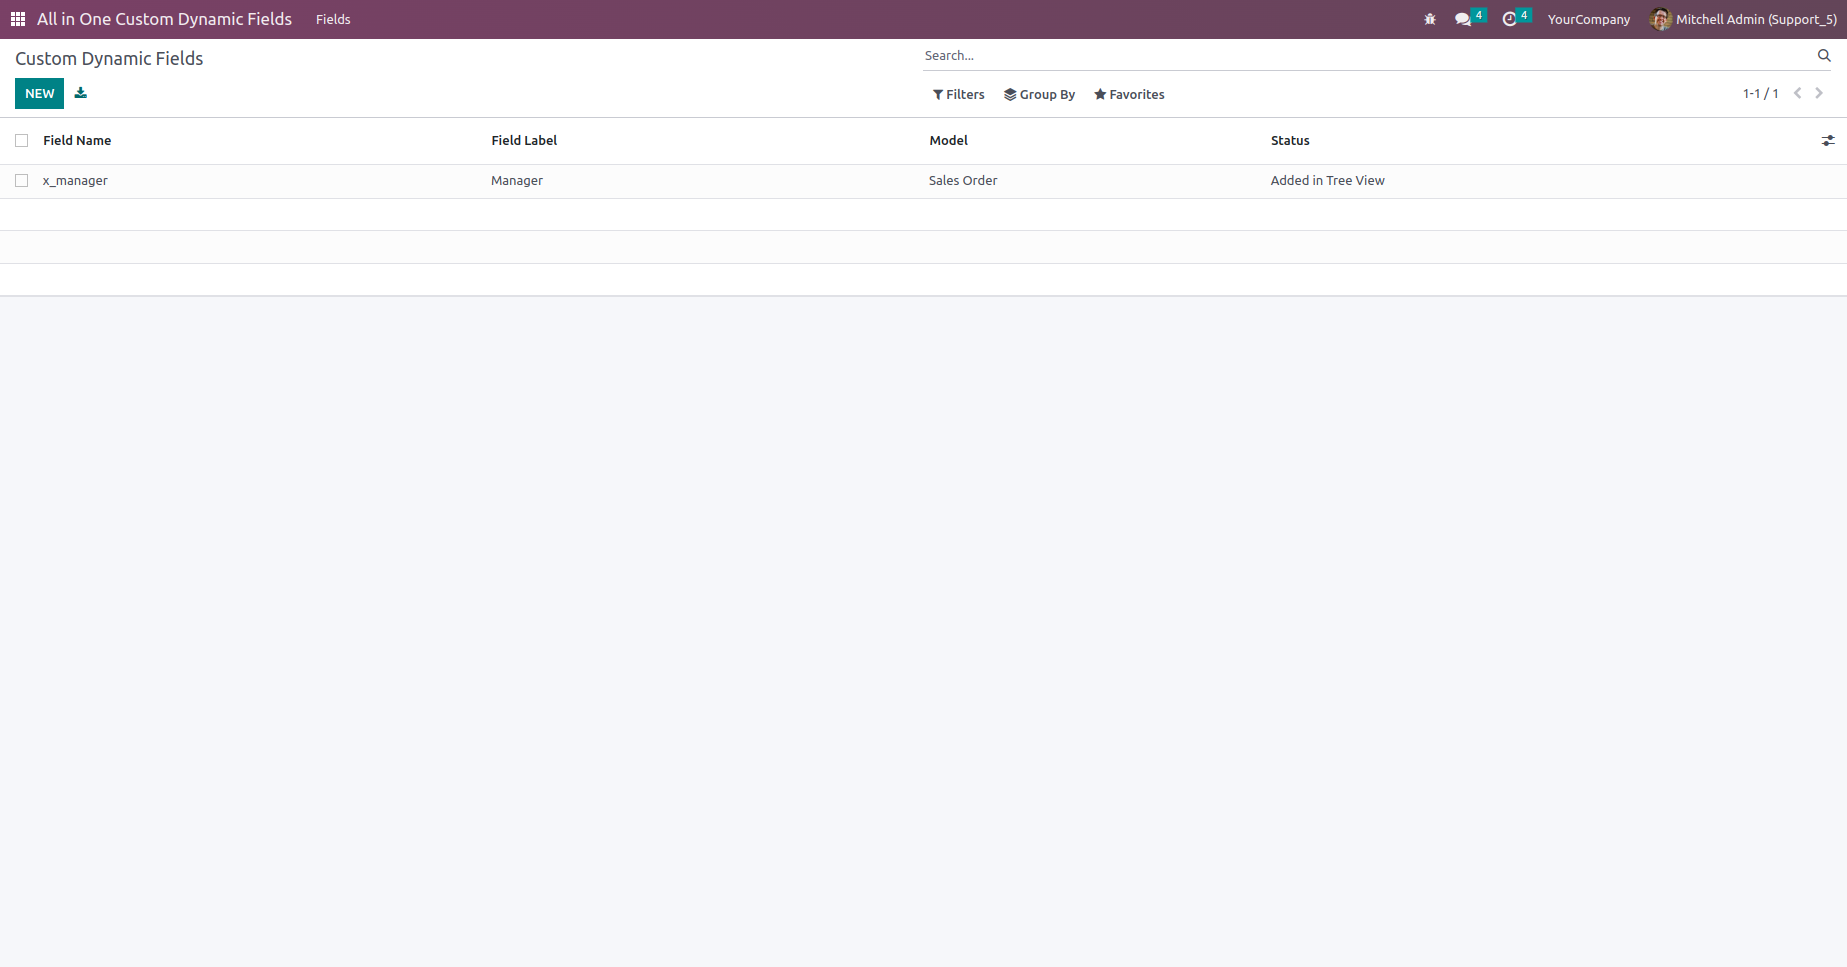 All in One Custom Dynamic Fields Fields 4 4 YourCompany Mitchell Admin (Support_5)
Custom Dynamic Fields Search...
NEW Filters Group By Favorites 1-1 / 1
Field Name Field Label Model Status
x_manager Manager Sales Order Added in Tree View